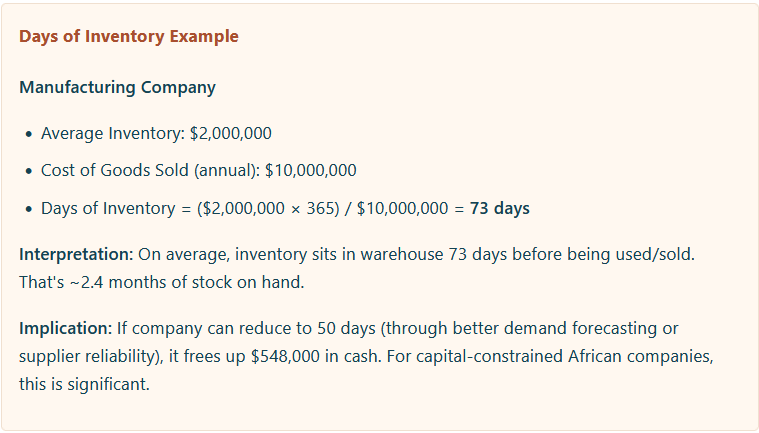 Days of Inventory Example
Manufacturing Company
• Average Inventory: $2,000,000
• Cost of Goods Sold (annual): $10,000,000
• Days of Inventory = ($2,000,000 × 365) / $10,000,000 = 73 days
Interpretation: On average, inventory sits in warehouse 73 days before being used/sold.
That's ~2.4 months of stock on hand.
Implication: If company can reduce to 50 days (through better demand forecasting or
supplier reliability), it frees up $548,000 in cash. For capital-constrained African companies,
this is significant.